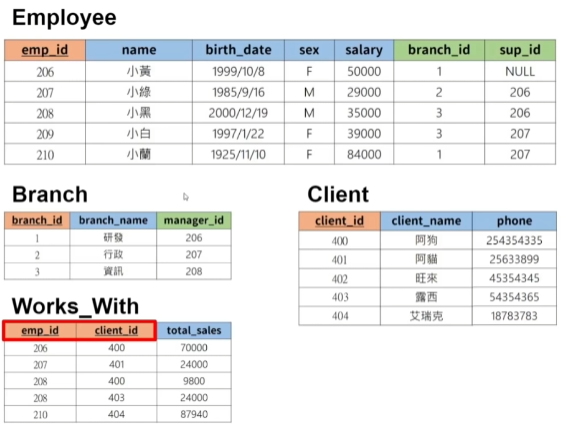 Employee
emp_id name birth_date sex salary branch_id sup_id
206 小黃 1999/10/8 F 50000 1 NULL
207 小綠 1985/9/16 M 29000 2 206
208 小黑 2000/12/19 M 35000 3 206
209 小白 1997/1/22 F 39000 3 207
210 小蘭 1925/11/10 F 84000 1 207
Branch
branch_id branch_name manager_id
1 研發 206
2 行政 207
3 資訊 208
Client
client_id client_name phone
400 阿狗 254354335
401 阿貓 25633899
402 旺來 45354345
403 露西 54354365
404 艾瑞克 18783783
Works_With
emp_id client_id total_sales
206 400 70000
207 401 24000
208 400 9800
208 403 24000
210 404 87940